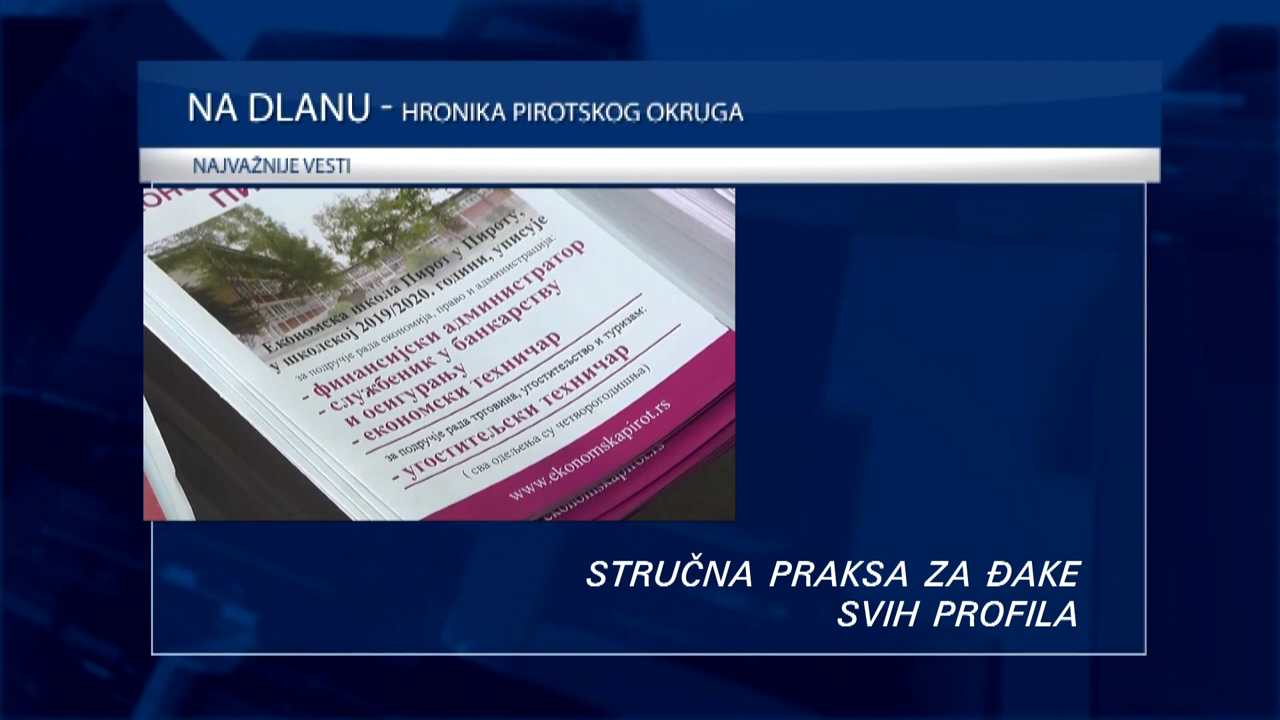 NA DLANU - HRONIKA PIROTSKOG OKRUGA
NAJVAŽNIJE VESTI
Економска школа Пирот у Пироту,
у школској 2019/2020. години, уписује
за подручје рада економија, право и администрација:
- финансијски администратор
- службеник у банкарству
и осигурању
- економски техничар
за подручје рада трговина, угоститељство и туризам:
- угоститељски техничар
( сва одељења су четворогодишња)
www.ekonomskapirot.rs
ekonomskapirot.rs
STRUČNA PRAKSA ZA ĐAKE
SVIH PROFILA